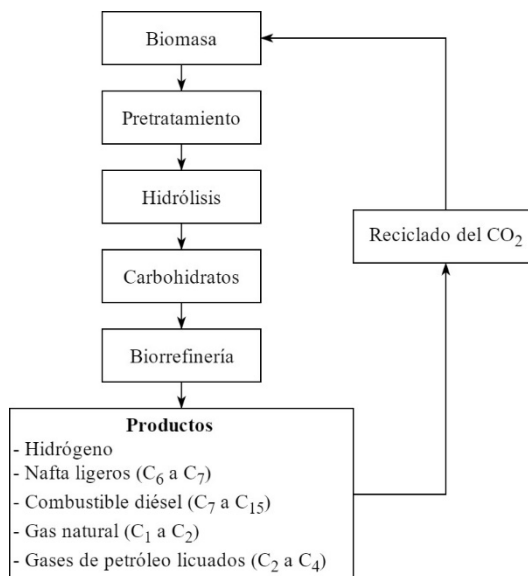 Biomasa
Pretratamiento
Hidrólisis
Reciclado del CO₂
Carbohidratos
Biorrefinería
Productos
- Hidrógeno
- Nafta ligeros (C₆ a C₇)
- Combustible diésel (C₇ a C₁₅)
- Gas natural (C₁ a C₂)
- Gases de petróleo licuados (C₂ a C₄)